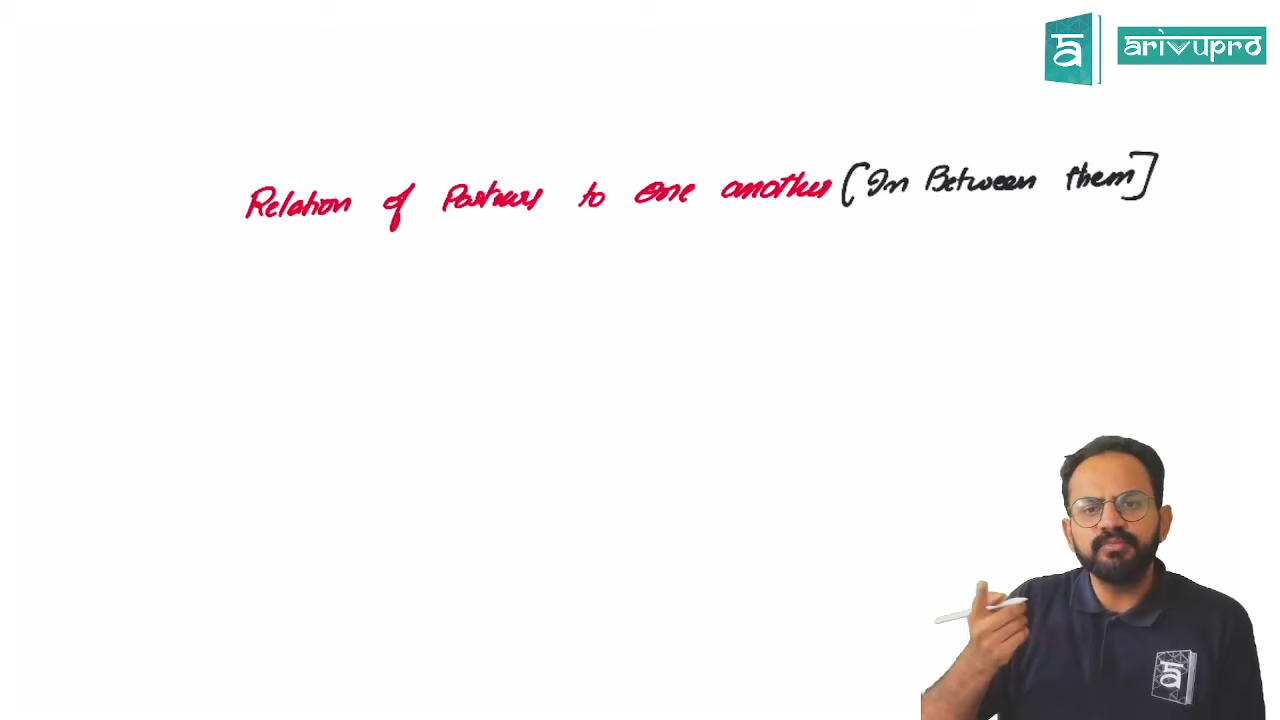 arivupro
Relation of Partners to one another (In Between them]